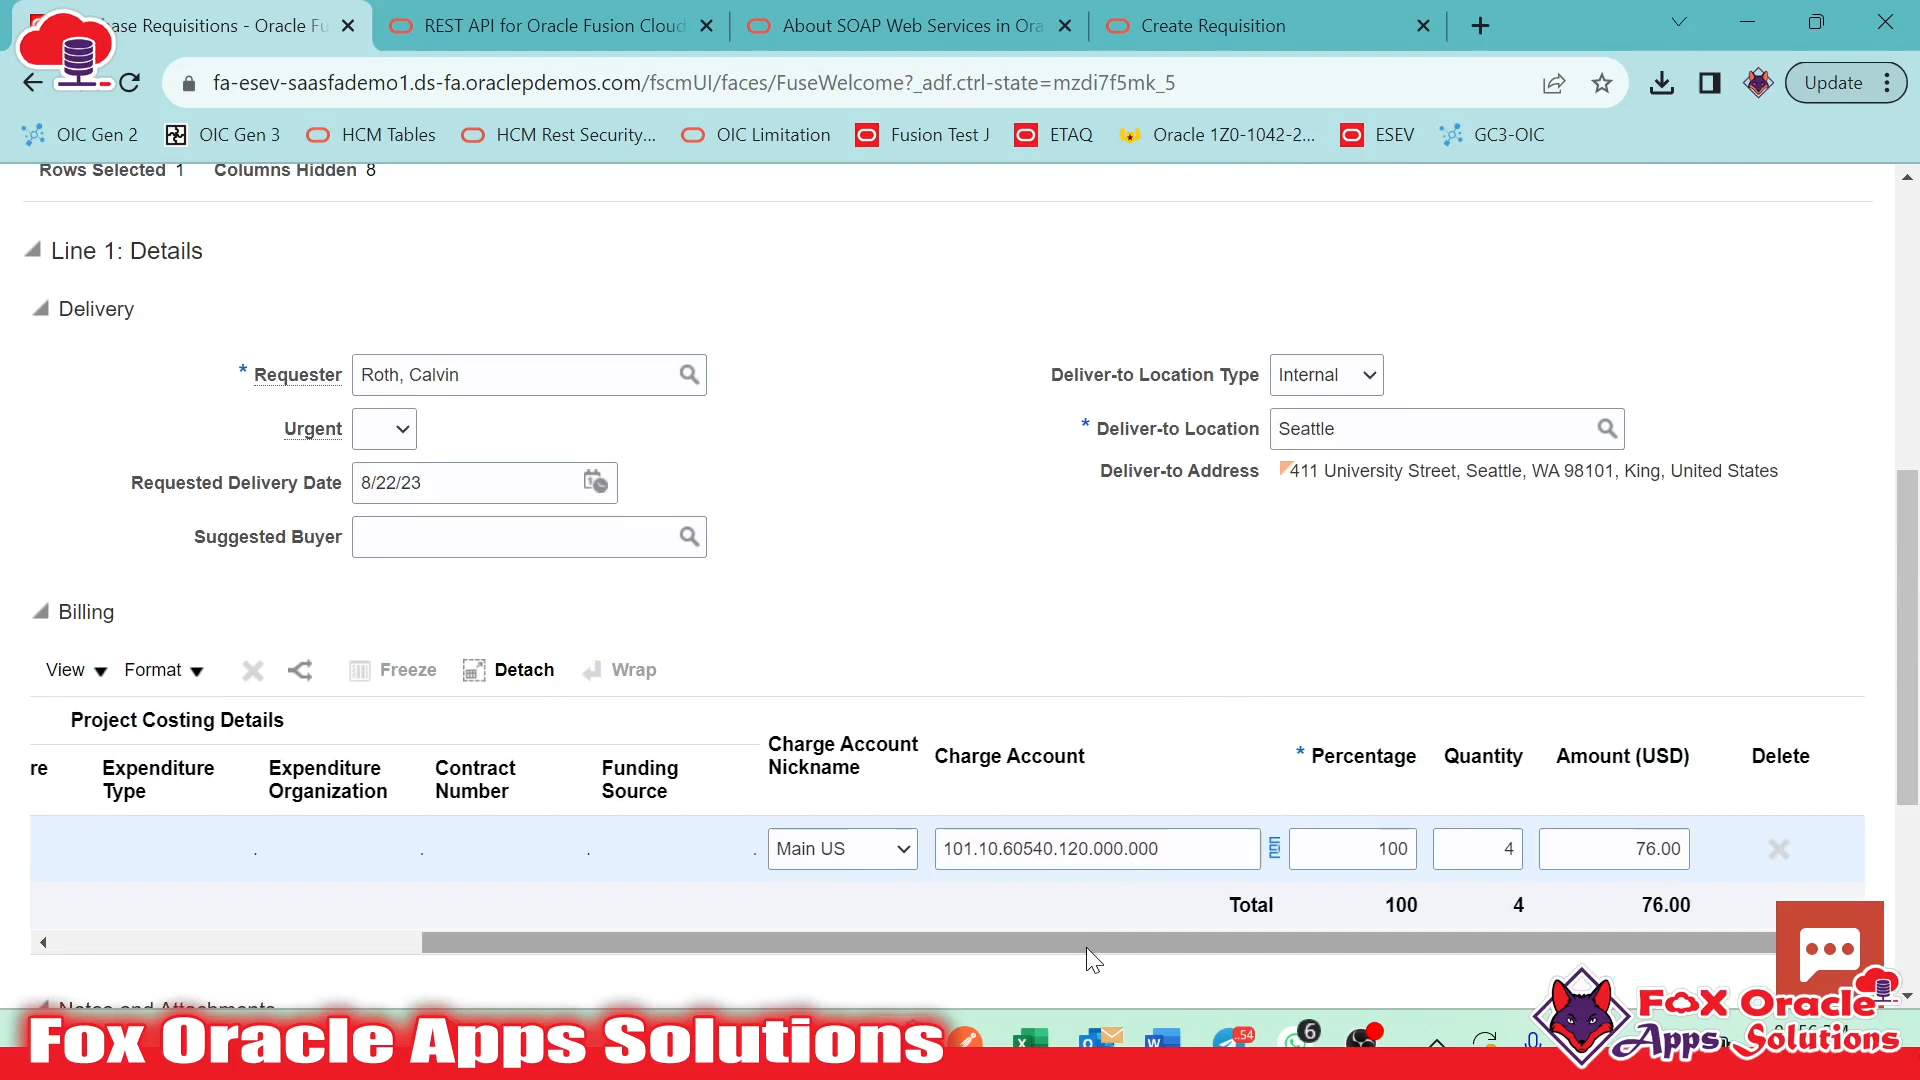 ase Requisitions - Oracle Fu
REST API for Oracle Fusion Cloud
About SOAP Web Services in Ora
Create Requisition
fa-esev-saasfademo1.ds-fa.oraclepdemos.com/fscmUI/faces/FuseWelcome?_adf.ctrl-state=mzdi7f5mk_5
Update
OIC Gen 2
OIC Gen 3
HCM Tables
HCM Rest Security...
OIC Limitation
Fusion Test J
ETAQ
Oracle 1Z0-1042-2...
ESEV
GC3-OIC
Rows Selected 1 Columns Hidden 8
Line 1: Details
Delivery
* Requester Roth, Calvin
Deliver-to Location Type Internal
Urgent
* Deliver-to Location Seattle
Requested Delivery Date 8/22/23
Deliver-to Address 411 University Street, Seattle, WA 98101, King, United States
Suggested Buyer
Billing
View Format Freeze Detach Wrap
Project Costing Details
re
Expenditure Type
Expenditure Organization
Contract Number
Funding Source
Charge Account Nickname
Charge Account
* Percentage
Quantity
Amount (USD)
Delete
. . . . Main US 101.10.60540.120.000.000 100 4 76.00
Total 100 4 76.00
Notes and Attachments
Fox Oracle Apps Solutions
54
6
Fox Oracle
Apps Solutions